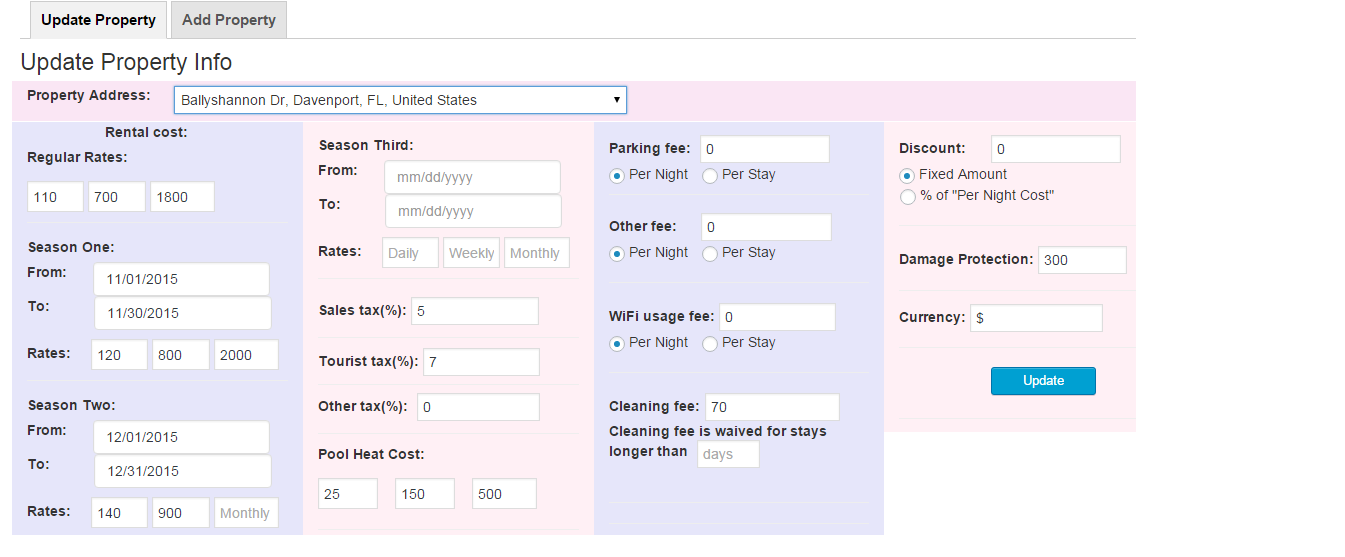 Update Property Add Property
Update Property Info
Property Address: Ballyshannon Dr, Davenport, FL, United States
Rental cost:
Regular Rates:
110 700 1800
Season One:
From: 11/01/2015
To: 11/30/2015
Rates: 120 800 2000
Season Two:
From: 12/01/2015
To: 12/31/2015
Rates: 140 900 Monthly
Season Third:
From: mm/dd/yyyy
To: mm/dd/yyyy
Rates: Daily Weekly Monthly
Sales tax(%): 5
Tourist tax(%): 7
Other tax(%): 0
Pool Heat Cost:
25 150 500
Parking fee: 0
Per Night Per Stay
Other fee: 0
Per Night Per Stay
WiFi usage fee: 0
Per Night Per Stay
Cleaning fee: 70
Cleaning fee is waived for stays
longer than days
Discount: 0
Fixed Amount
% of "Per Night Cost"
Damage Protection: 300
Currency: $
Update